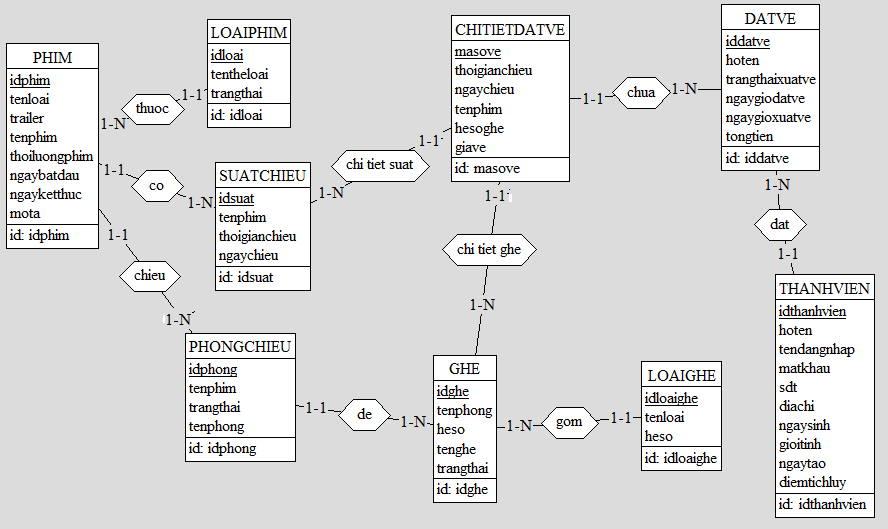 PHIM
idphim
tenloai
trailer
tenphim
thoiluongphim
ngaybatdau
ngayketthuc
mota
id: idphim
1-N
thuoc
1-1
LOAIPHIM
idloai
tentheloai
trangthai
id: idloai
1-1
co
1-N
SUATCHIEU
idsuat
tenphim
thoigianchieu
ngaychieu
id: idsuat
1-N
chi tiet suat
1-1
CHITIETDATVE
masove
thoigianchieu
ngaychieu
tenphim
hesoghe
giave
id: masove
1-1
chua
1-N
DATVE
iddatve
hoten
trangthaixuatve
ngaygiodatve
ngaygioxuatve
tongtien
id: iddatve
1-N
dat
1-1
THANHVIEN
idthanhvien
hoten
tendangnhap
matkhau
sdt
diachi
ngaysinh
gioitinh
ngaytao
diemtichluy
id: idthanhvien
1-1
chieu
1-N
PHONGCHIEU
idphong
tenphim
trangthai
tenphong
id: idphong
1-1
de
1-N
1-1
chi tiet ghe
1-N
GHE
idghe
tenphong
heso
tenghe
trangthai
id: idghe
1-N
gom
1-1
LOAIGHE
idloaighe
tenloai
heso
id: idloaighe